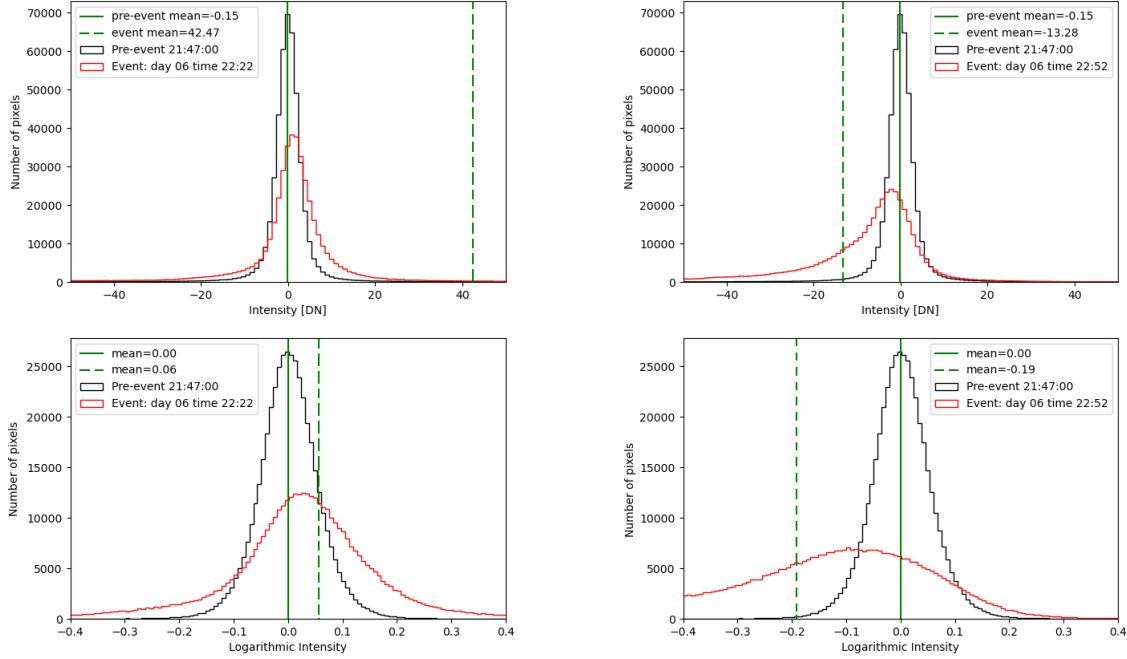 pre-event mean=-0.15
event mean=42.47
Pre-event 21:47:00
Event: day 06 time 22:22
70000
60000
50000
40000
30000
20000
10000
0
Number of pixels
−40
−20
0
20
40
Intensity [DN]
pre-event mean=-0.15
event mean=-13.28
Pre-event 21:47:00
Event: day 06 time 22:52
70000
60000
50000
40000
30000
20000
10000
0
Number of pixels
−40
−20
0
20
40
Intensity [DN]
mean=0.00
mean=0.06
Pre-event 21:47:00
Event: day 06 time 22:22
25000
20000
15000
10000
5000
0
Number of pixels
−0.4
−0.3
−0.2
−0.1
0.0
0.1
0.2
0.3
0.4
Logarithmic Intensity
mean=0.00
mean=-0.19
Pre-event 21:47:00
Event: day 06 time 22:52
25000
20000
15000
10000
5000
0
Number of pixels
−0.4
−0.3
−0.2
−0.1
0.0
0.1
0.2
0.3
0.4
Logarithmic Intensity